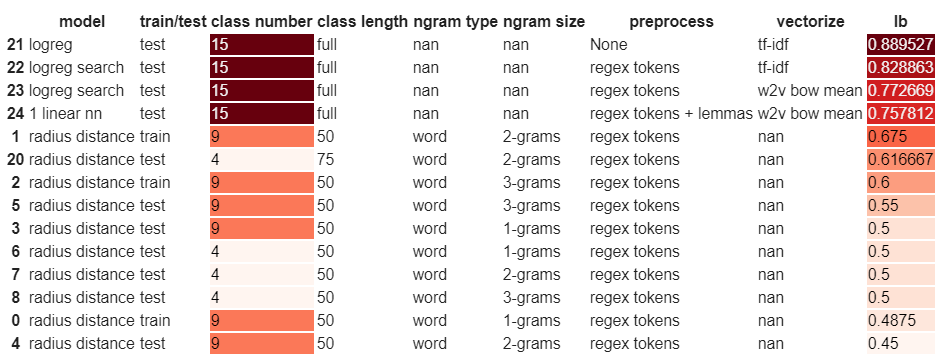 model train/test class number class length ngram type ngram size preprocess vectorize lb
21 logreg test 15 full nan nan None tf-idf 0.889527
22 logreg search test 15 full nan nan regex tokens tf-idf 0.828863
23 logreg search test 15 full nan nan regex tokens w2v bow mean 0.772669
24 1 linear nn test 15 full nan nan regex tokens + lemmas w2v bow mean 0.757812
1 radius distance train 9 50 word 2-grams regex tokens nan 0.675
20 radius distance test 4 75 word 2-grams regex tokens nan 0.616667
2 radius distance train 9 50 word 3-grams regex tokens nan 0.6
5 radius distance test 9 50 word 3-grams regex tokens nan 0.55
3 radius distance test 9 50 word 1-grams regex tokens nan 0.5
6 radius distance test 4 50 word 1-grams regex tokens nan 0.5
7 radius distance test 4 50 word 2-grams regex tokens nan 0.5
8 radius distance test 4 50 word 3-grams regex tokens nan 0.5
0 radius distance train 9 50 word 1-grams regex tokens nan 0.4875
4 radius distance test 9 50 word 2-grams regex tokens nan 0.45